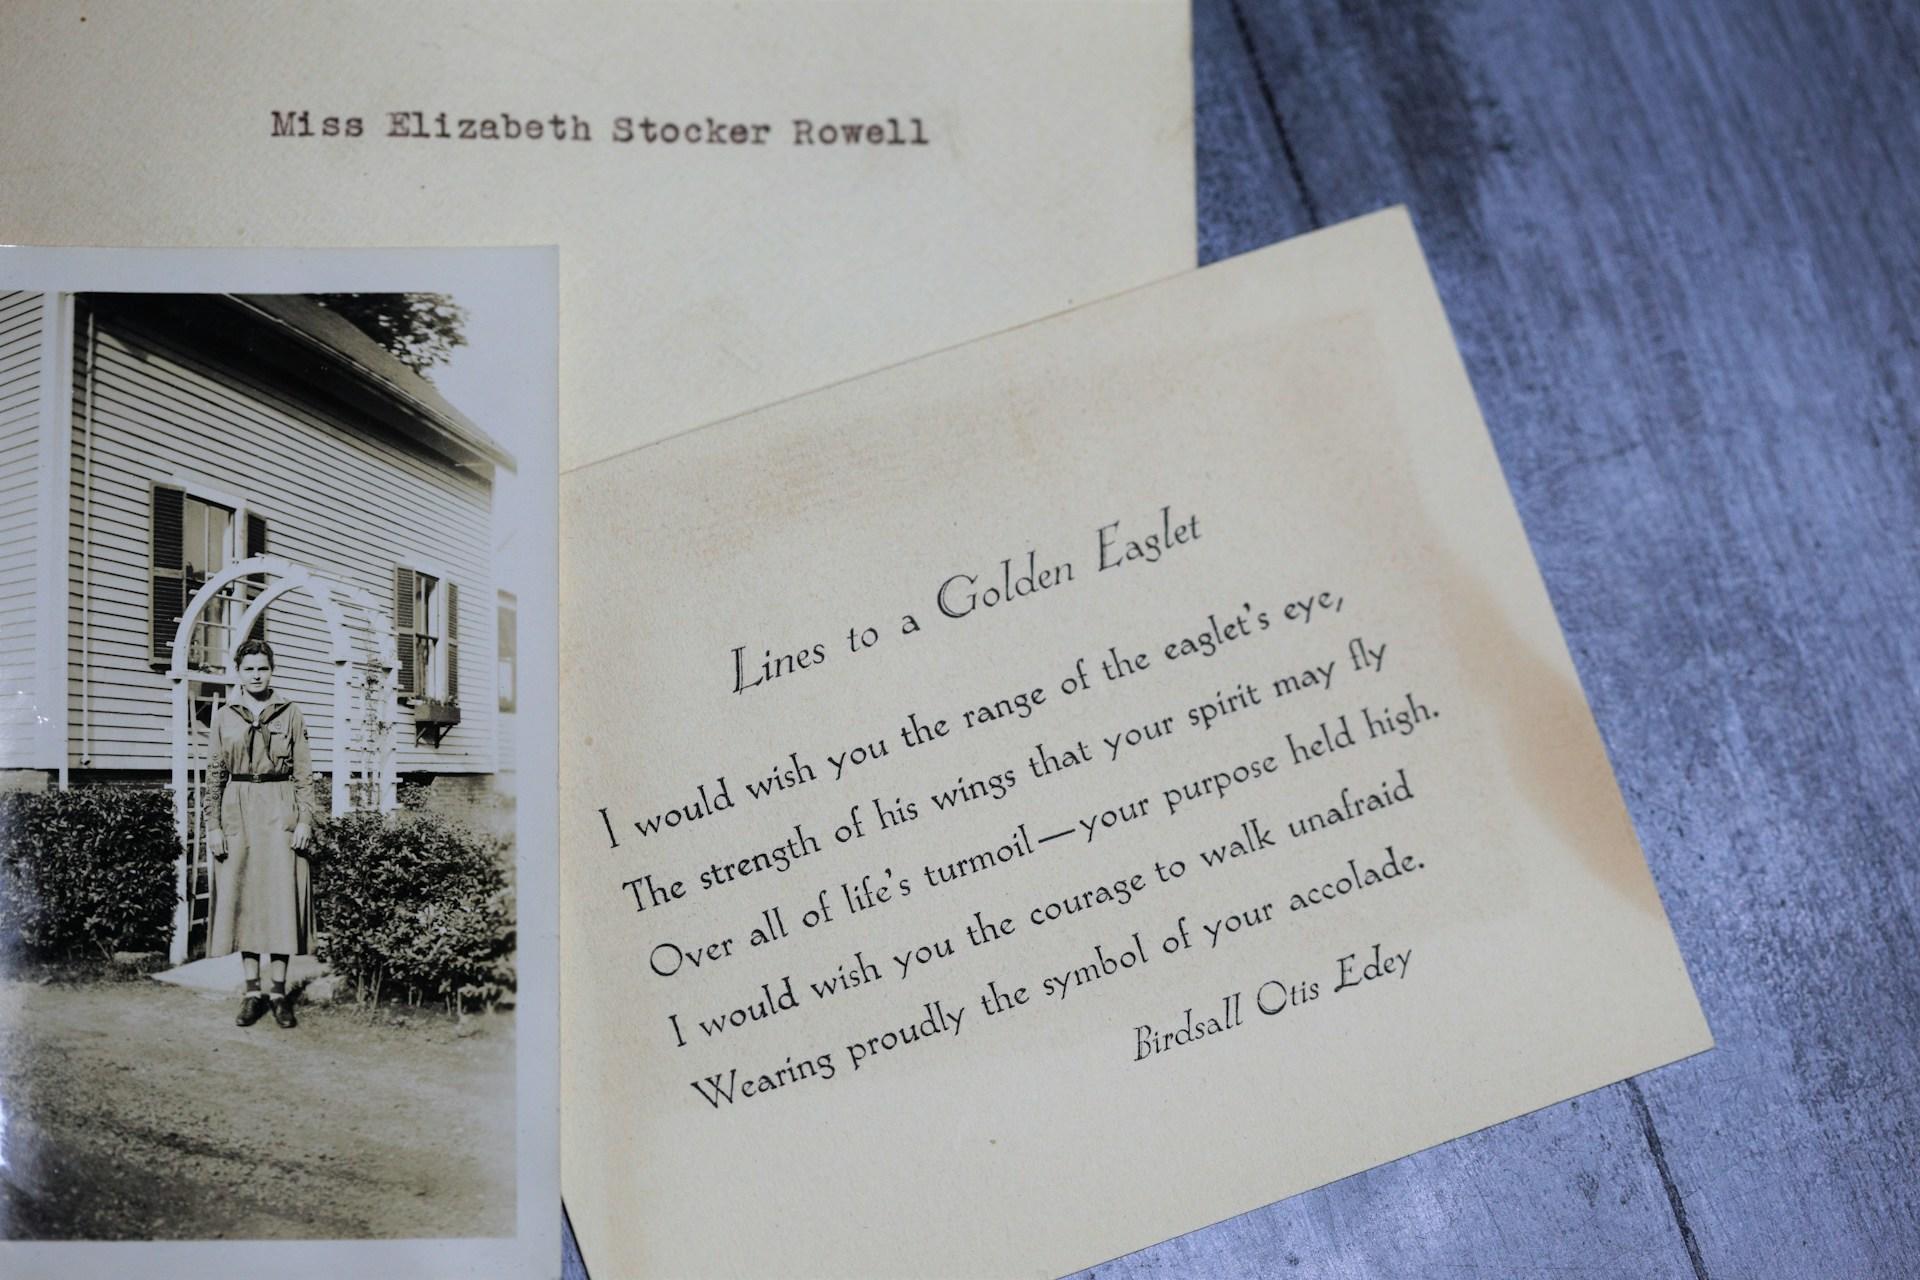 Miss Elizabeth Stocker Rowell
Lines to a Golden Eaglet
I would wish you the range of the eaglet's eye,
The strength of his wings that your spirit may fly
Over all of life's turmoil—your purpose held high.
I would wish you the courage to walk unafraid
Wearing proudly the symbol of your accolade.
Birdsall Otis Edey